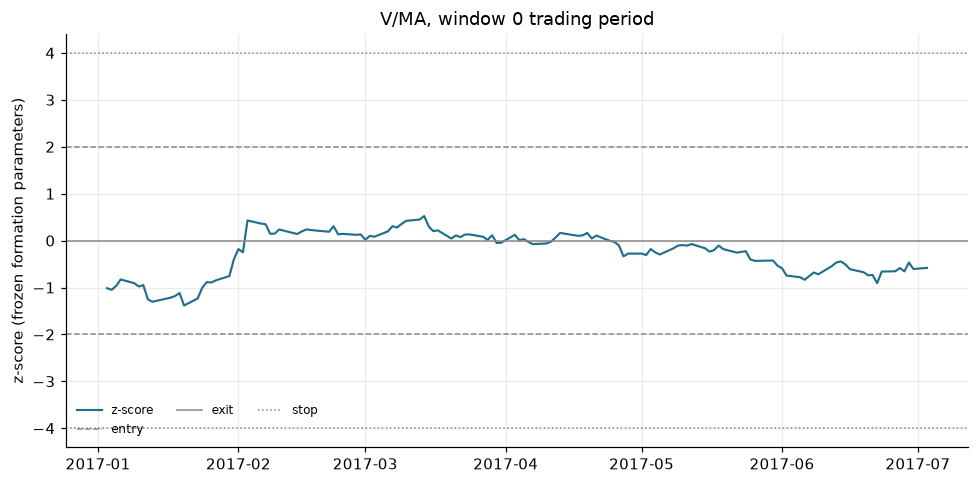 V/MA, window 0 trading period
z-score (frozen formation parameters)
4
3
2
1
0
−1
−2
−3
−4
z-score
exit
stop
entry
2017-01
2017-02
2017-03
2017-04
2017-05
2017-06
2017-07